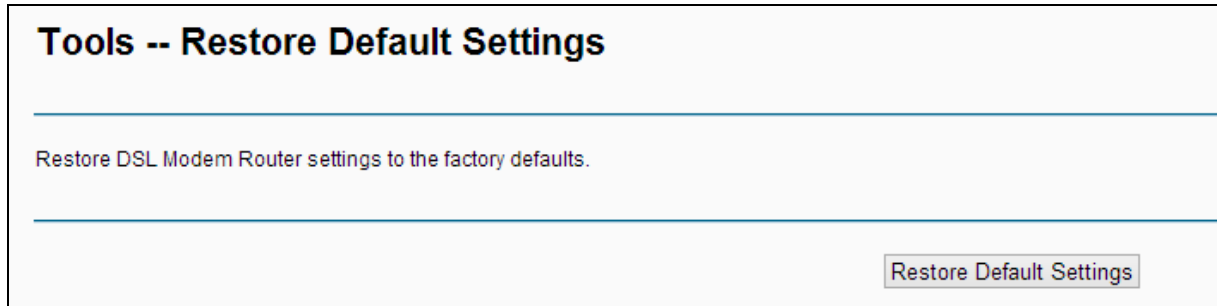 Tools -- Restore Default Settings
Restore DSL Modem Router settings to the factory defaults.
Restore Default Settings